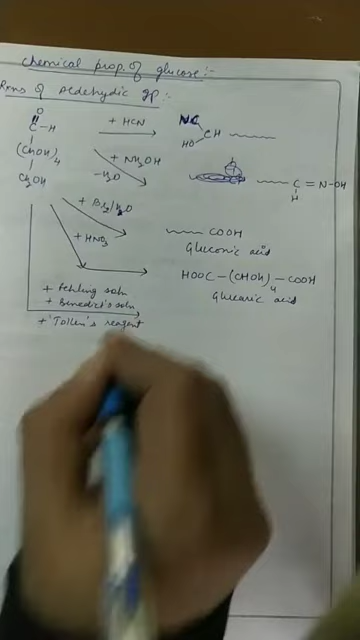 chemical prop. of glucose:-
Rxns of aldehydic gp:-
O
C-H
+ HCN
NC
HO
CH
(CHOH)4
+ NH2OH
-H2O
C = N-OH
H
CH2OH
+ Br2/H2O
COOH
Gluconic acid
+ HNO3
HOOC - (CHOH)4 - COOH
Glucaric acid
+ Fehling soln
+ Benedict's soln
+ Tollen's reagent